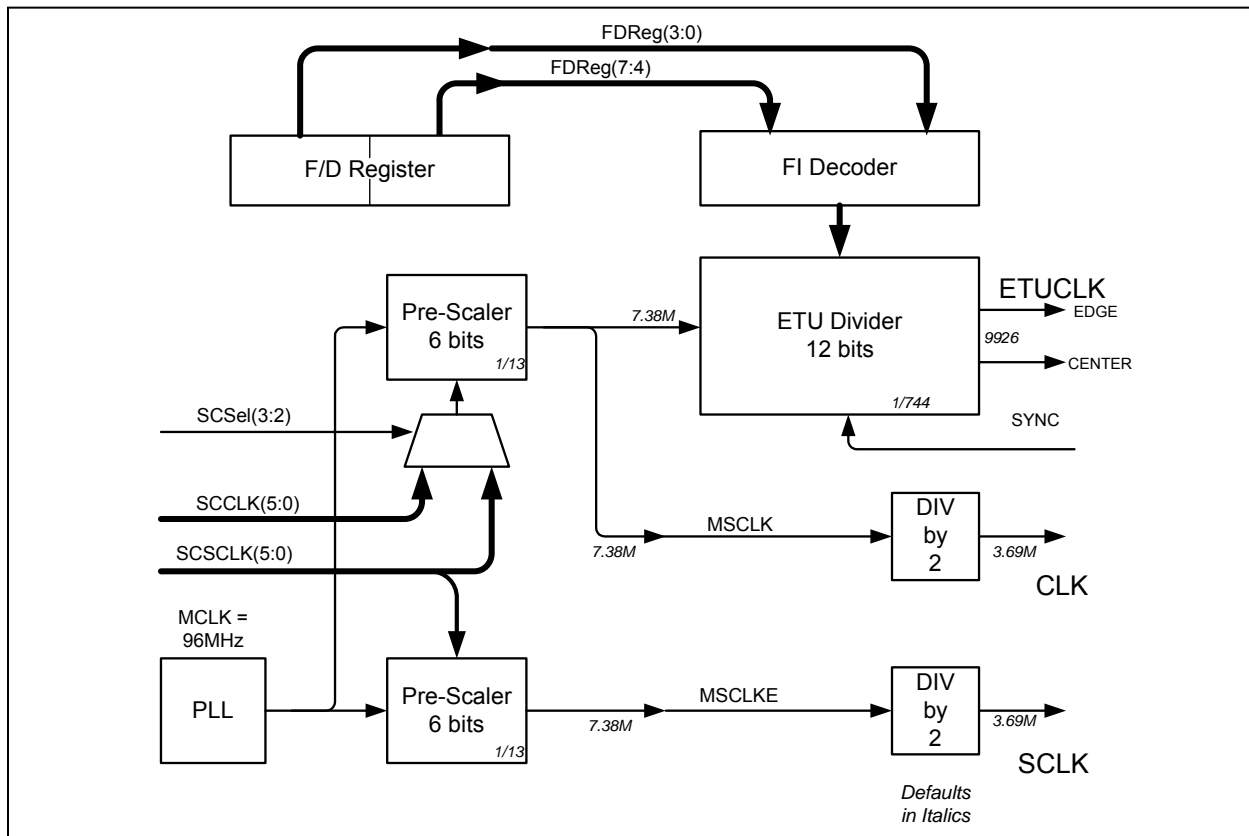 FDReg(3:0)
FDReg(7:4)
F/D Register
FI Decoder
Pre-Scaler
6 bits
1/13
7.38M
ETU Divider
12 bits
1/744
ETUCLK
EDGE
9926
CENTER
SYNC
SCSel(3:2)
SCCLK(5:0)
SCSCLK(5:0)
7.38M
MSCLK
DIV
by
2
3.69M
CLK
MCLK =
96MHz
PLL
Pre-Scaler
6 bits
1/13
7.38M
MSCLKE
DIV
by
2
3.69M
SCLK
Defaults
in Italics